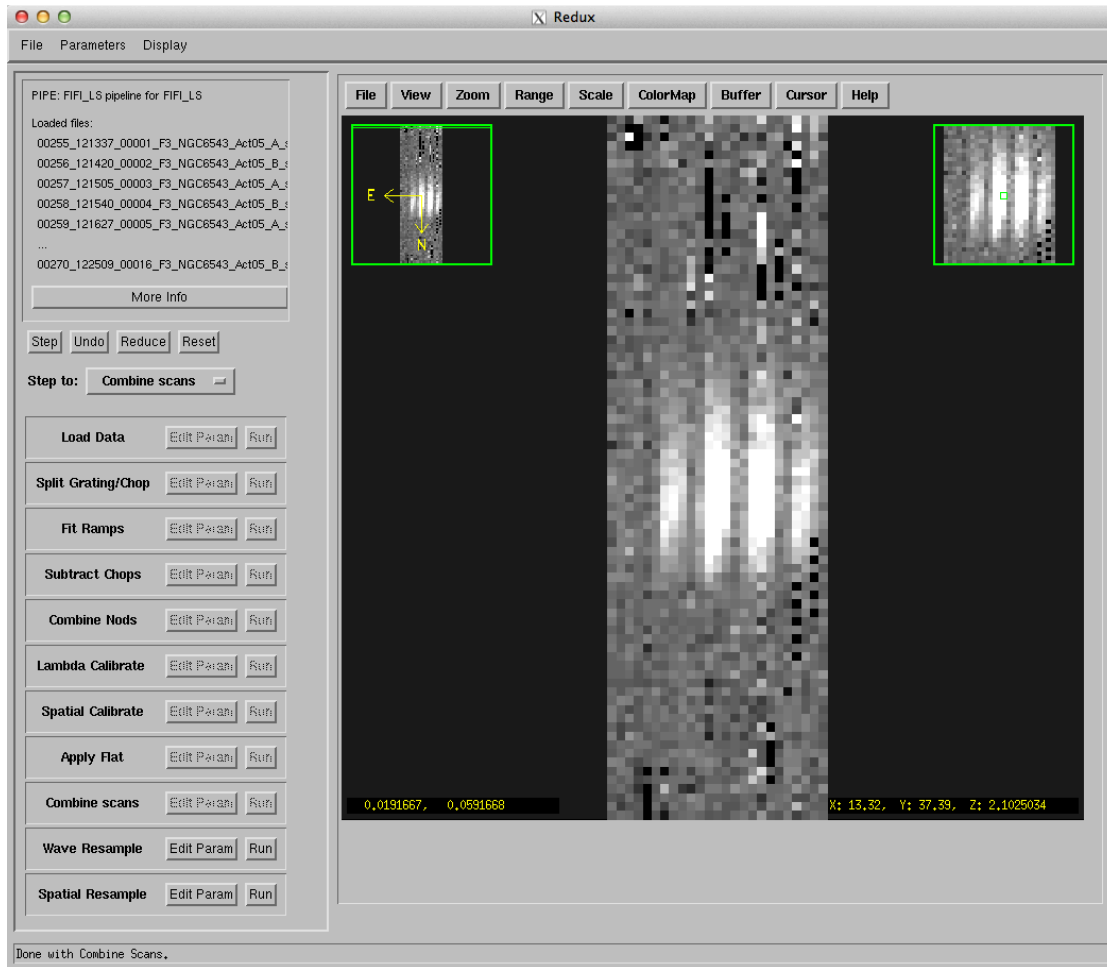 X Redux
File Parameters Display
PIPE: FIFI_LS pipeline for FIFI_LS
Loaded files:
00255_121337_00001_F3_NGC6543_Act05_A_s
00256_121420_00002_F3_NGC6543_Act05_B_s
00257_121505_00003_F3_NGC6543_Act05_A_s
00258_121540_00004_F3_NGC6543_Act05_B_s
00259_121627_00005_F3_NGC6543_Act05_A_s
...
00270_122509_00016_F3_NGC6543_Act05_B_s
More Info
Step Undo Reduce Reset
Step to: Combine scans
Load Data Edit Param Run
Split Grating/Chop Edit Param Run
Fit Ramps Edit Param Run
Subtract Chops Edit Param Run
Combine Nods Edit Param Run
Lambda Calibrate Edit Param Run
Spatial Calibrate Edit Param Run
Apply Flat Edit Param Run
Combine scans Edit Param Run
Wave Resample Edit Param Run
Spatial Resample Edit Param Run
File View Zoom Range Scale ColorMap Buffer Cursor Help
E
N
0.0191667, 0.0591668
X: 13.32, Y: 37.39, Z: 2.1025034
Done with Combine Scans.